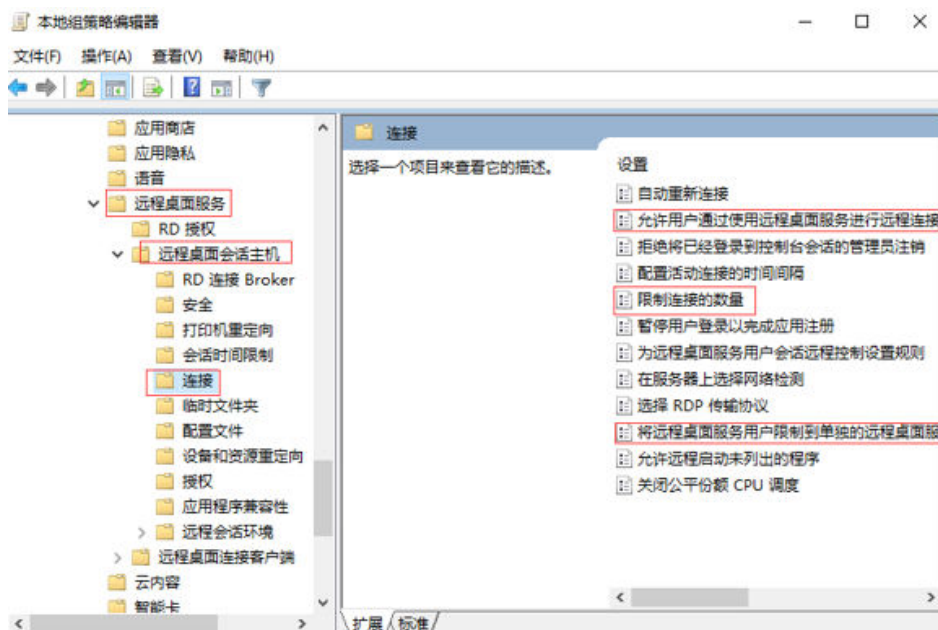 本地组策略编辑器
文件(F) 操作(A) 查看(V) 帮助(H)
应用商店
应用隐私
语音
远程桌面服务
RD 授权
远程桌面会话主机
RD 连接 Broker
安全
打印机重定向
会话时间限制
连接
临时文件夹
配置文件
设备和资源重定向
授权
应用程序兼容性
远程会话环境
远程桌面连接客户端
云内容
智能卡
连接
选择一个项目来查看它的描述。
设置
自动重新连接
允许用户通过使用远程桌面服务进行远程连接
拒绝将已经登录到控制台会话的管理员注销
配置活动连接的时间间隔
限制连接的数量
暂停用户登录以完成应用注册
为远程桌面服务用户会话远程控制设置规则
在服务器上选择网络检测
选择 RDP 传输协议
将远程桌面服务用户限制到单独的远程桌面服
允许远程启动未列出的程序
关闭公平份额 CPU 调度
扩展 标准